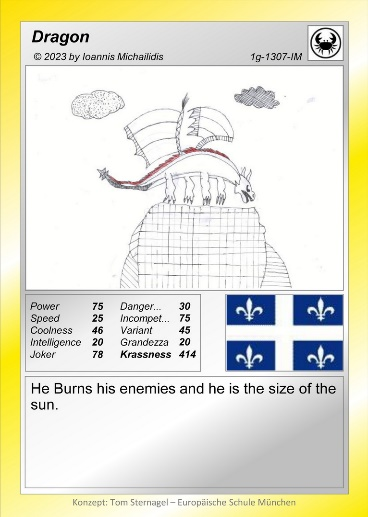 Dragon
© 2023 by Ioannis Michailidis 1g-1307-IM
Power 75 Danger... 30
Speed 25 Incompet... 75
Coolness 46 Variant 45
Intelligence 20 Grandezza 20
Joker 78 Krassness 414
He Burns his enemies and he is the size of the
sun.
Konzept: Tom Sternagel – Europäische Schule München